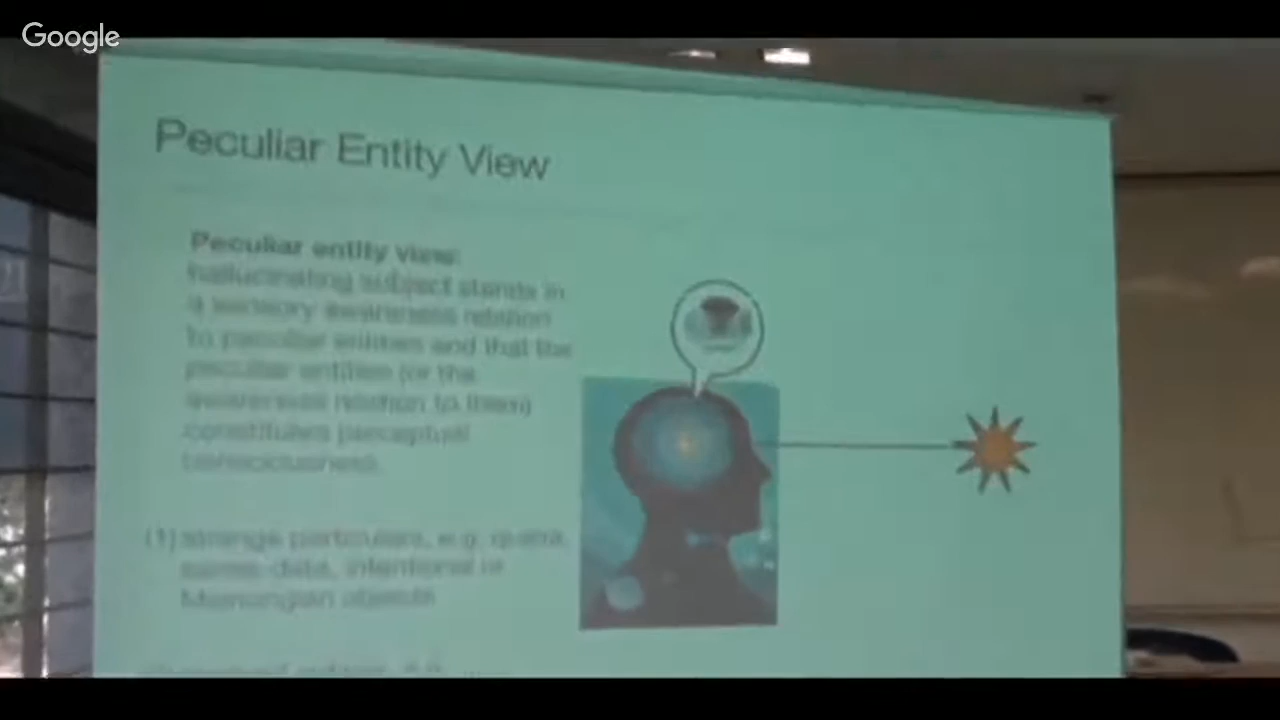 Google
Peculiar Entity View
Peculiar entity view:
hallucinating subject stands in
a sensory awareness relation
to peculiar entities and that the
peculiar entities (or the
awareness relation to them)
constitutes perceptual
consciousness.
(1) strange particulars, e.g. qualia,
sense-data, intentional or
Meinongian objects